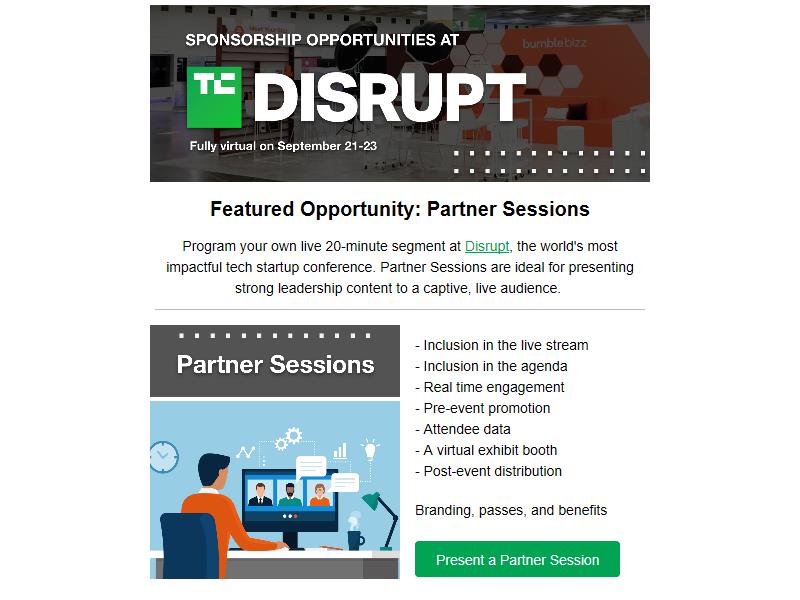 SPONSORSHIP OPPORTUNITIES AT
bumblebizz
TC DISRUPT
Fully virtual on September 21-23
Featured Opportunity: Partner Sessions
Program your own live 20-minute segment at Disrupt, the world's most
impactful tech startup conference. Partner Sessions are ideal for presenting
strong leadership content to a captive, live audience.
Partner Sessions
- Inclusion in the live stream
- Inclusion in the agenda
- Real time engagement
- Pre-event promotion
- Attendee data
- A virtual exhibit booth
- Post-event distribution
Branding, passes, and benefits
Present a Partner Session